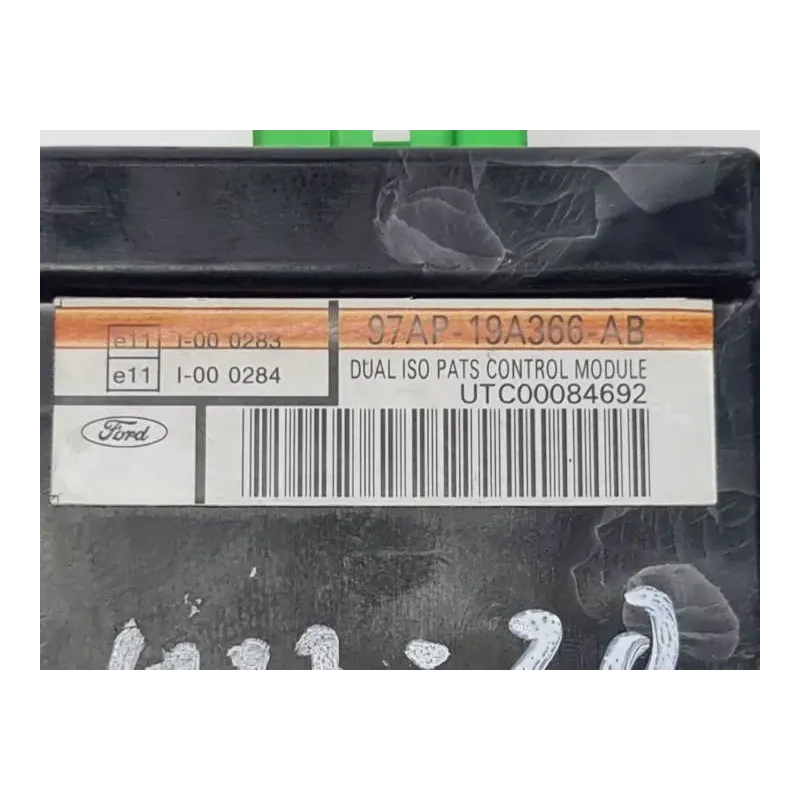 e11 I-00 0283
97AP-19A366-AB
e11 I-00 0284
DUAL ISO PATS CONTROL MODULE
UTC00084692
Ford